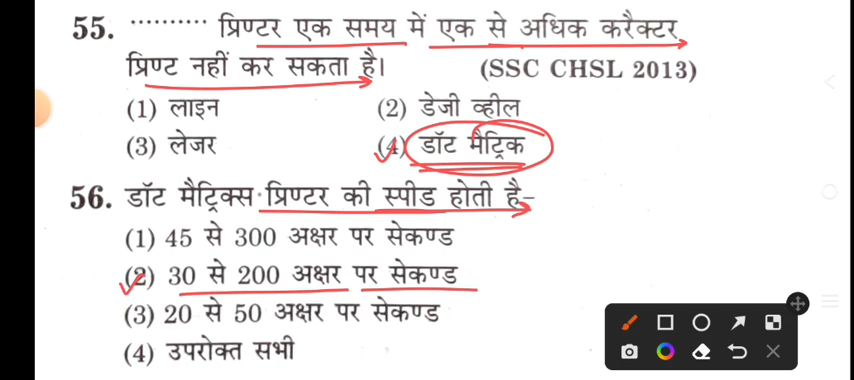 55. ·········· प्रिण्टर एक समय में एक से अधिक करैक्टर
प्रिण्ट नहीं कर सकता है। (SSC CHSL 2013)
(1) लाइन (2) डेजी व्हील
(3) लेजर (4) डॉट मैट्रिक
56. डॉट मैट्रिक्स प्रिण्टर की स्पीड होती है–
(1) 45 से 300 अक्षर पर सेकण्ड
(2) 30 से 200 अक्षर पर सेकण्ड
(3) 20 से 50 अक्षर पर सेकण्ड
(4) उपरोक्त सभी